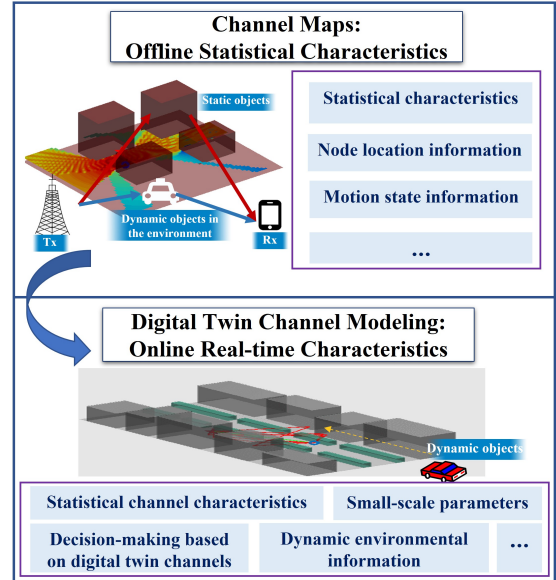 Channel Maps:
Offline Statistical Characteristics
Static objects
Dynamic objects in
the environment
Tx
Rx
Statistical characteristics
Node location information
Motion state information
...
Digital Twin Channel Modeling:
Online Real-time Characteristics
Dynamic objects
Statistical channel characteristics
Small-scale parameters
Decision-making based
on digital twin channels
Dynamic environmental
information
...